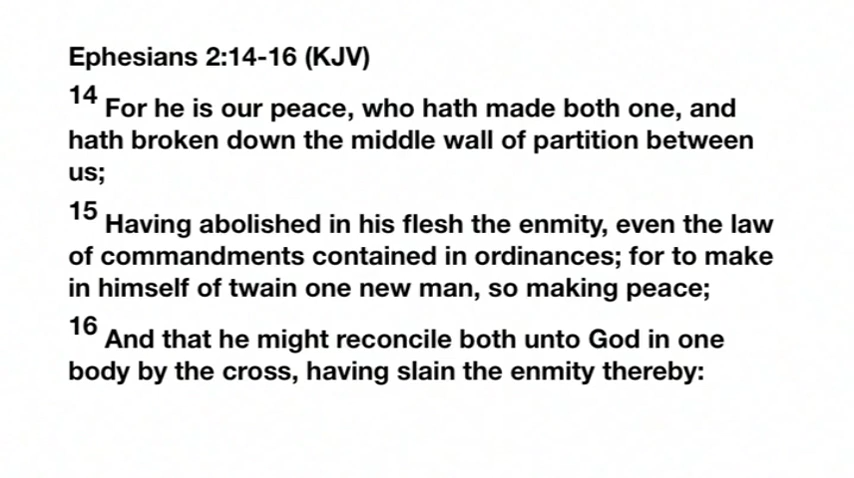 Ephesians 2:14-16 (KJV)
14 For he is our peace, who hath made both one, and
hath broken down the middle wall of partition between
us;
15 Having abolished in his flesh the enmity, even the law
of commandments contained in ordinances; for to make
in himself of twain one new man, so making peace;
16 And that he might reconcile both unto God in one
body by the cross, having slain the enmity thereby: